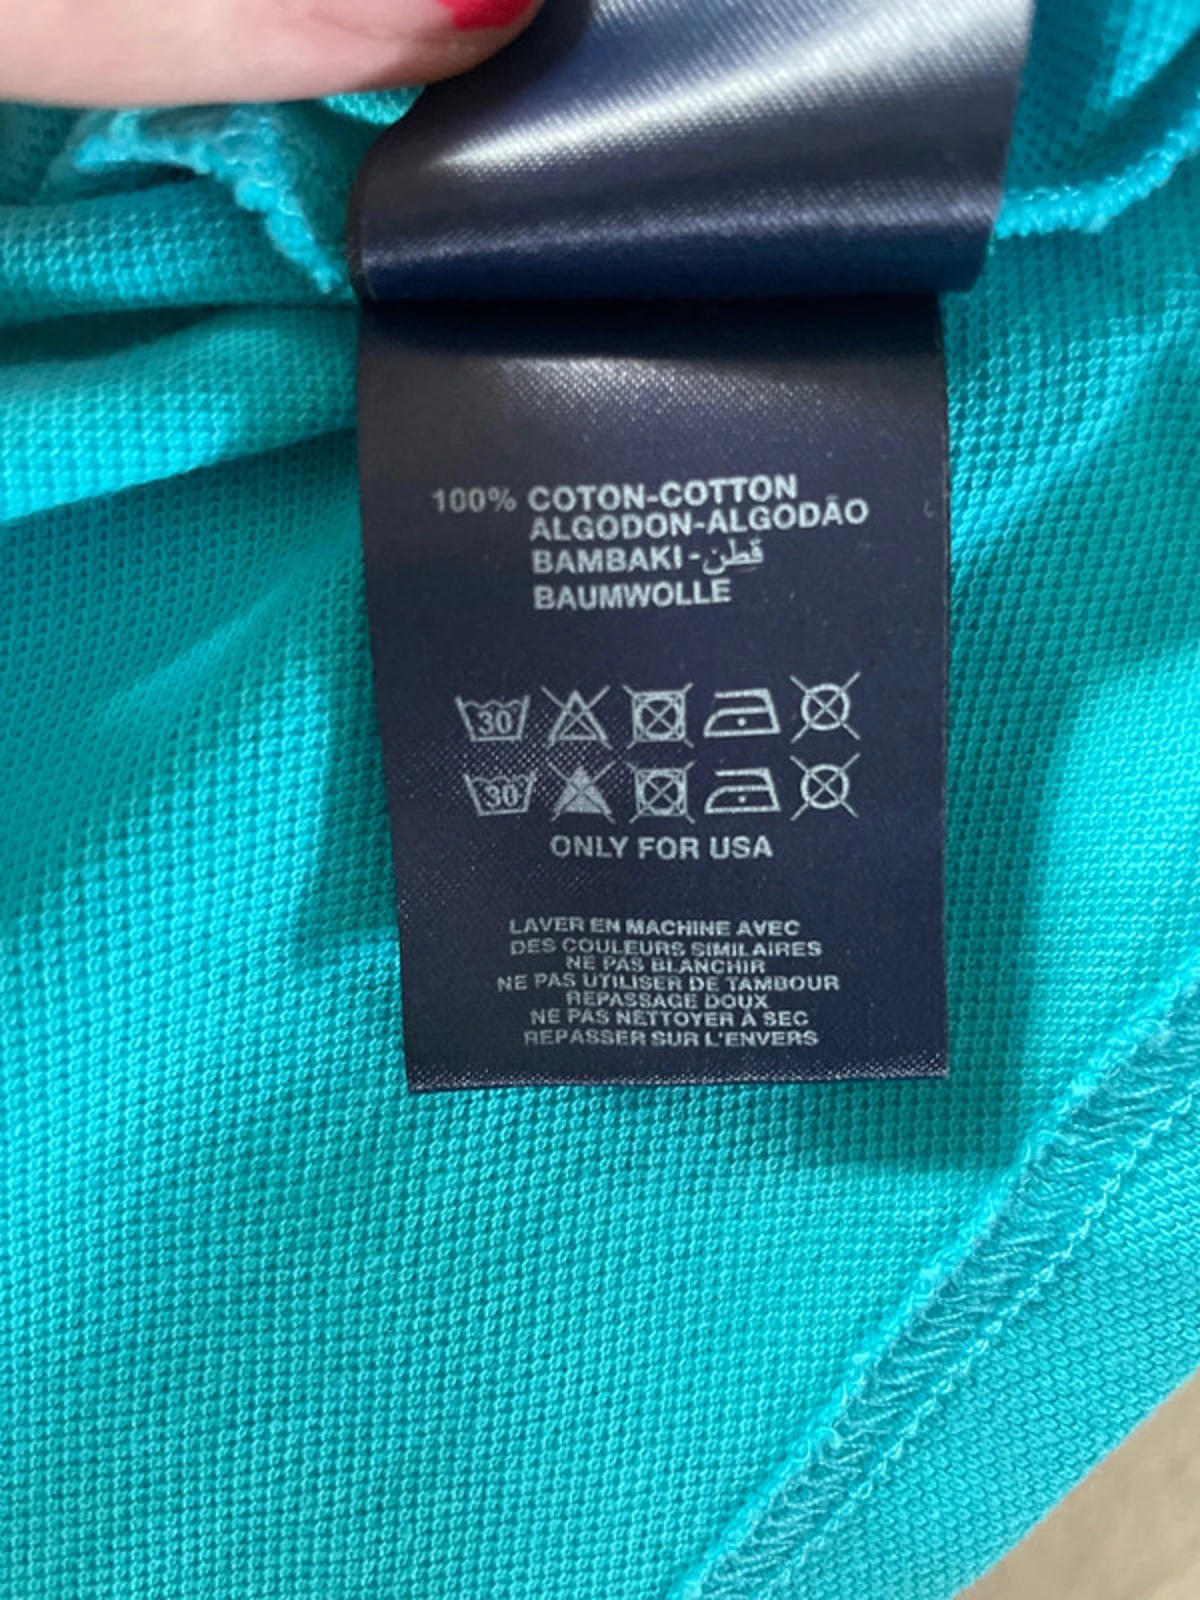 100% COTON-COTTON
ALGODON-ALGODÃO
BAMBAKI - قطن
BAUMWOLLE
30
30
ONLY FOR USA
LAVER EN MACHINE AVEC
DES COULEURS SIMILAIRES
NE PAS BLANCHIR
NE PAS UTILISER DE TAMBOUR
REPASSAGE DOUX
NE PAS NETTOYER A SEC
REPASSER SUR L'ENVERS